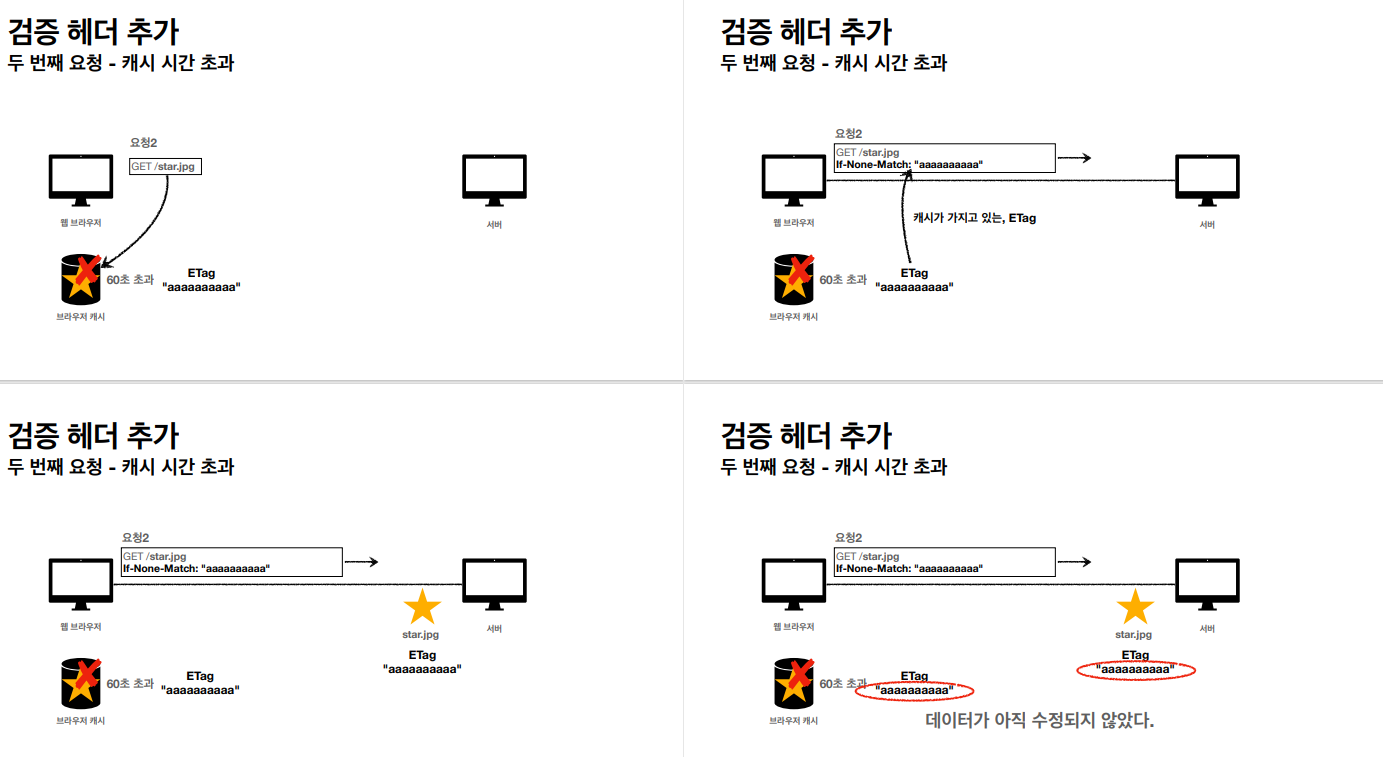 검증 헤더 추가
두 번째 요청 - 캐시 시간 초과
요청2
GET /star.jpg
웹 브라우저
서버
60초 초과
ETag
"aaaaaaaaaa"
브라우저 캐시
검증 헤더 추가
두 번째 요청 - 캐시 시간 초과
요청2
GET /star.jpg
If-None-Match: "aaaaaaaaaa"
웹 브라우저
캐시가 가지고 있는, ETag
서버
60초 초과
ETag
"aaaaaaaaaa"
브라우저 캐시
검증 헤더 추가
두 번째 요청 - 캐시 시간 초과
요청2
GET /star.jpg
If-None-Match: "aaaaaaaaaa"
웹 브라우저
star.jpg
서버
ETag
"aaaaaaaaaa"
60초 초과
ETag
"aaaaaaaaaa"
브라우저 캐시
검증 헤더 추가
두 번째 요청 - 캐시 시간 초과
요청2
GET /star.jpg
If-None-Match: "aaaaaaaaaa"
웹 브라우저
star.jpg
서버
ETag
"aaaaaaaaaa"
60초 초과
ETag
"aaaaaaaaaa"
브라우저 캐시
데이터가 아직 수정되지 않았다.